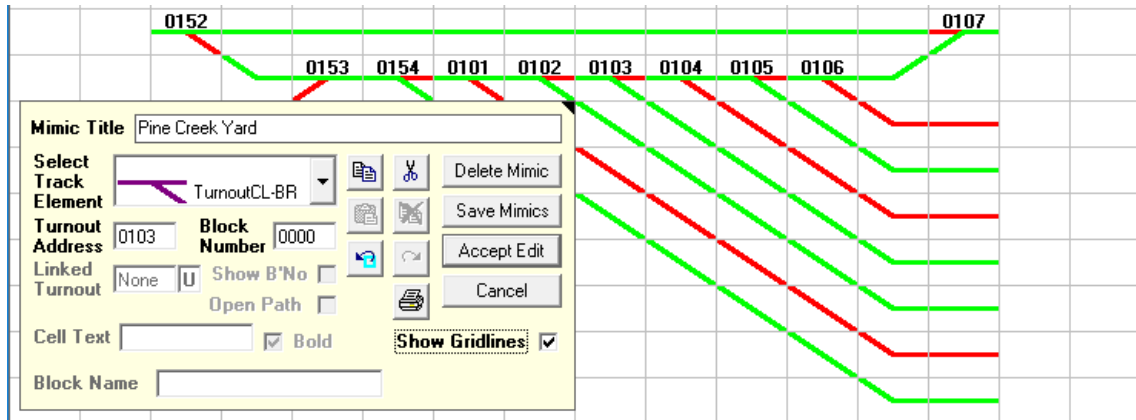 0152 0107
0153 0154 0101 0102 0103 0104 0105 0106
Mimic Title Pine Creek Yard
Select
Track
Element
TurnoutCL-BR
Delete Mimic
Turnout
Address 0103
Block
Number 0000
Save Mimics
Linked
Turnout None U
Show B'No
Accept Edit
Open Path
Cancel
Cell Text
Bold
Show Gridlines
Block Name